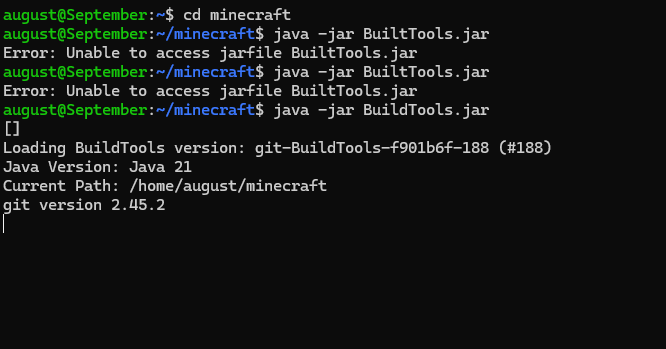 august@September:~$ cd minecraft
august@September:~/minecraft$ java -jar BuiltTools.jar
Error: Unable to access jarfile BuiltTools.jar
august@September:~/minecraft$ java -jar BuiltTools.jar
Error: Unable to access jarfile BuiltTools.jar
august@September:~/minecraft$ java -jar BuildTools.jar
[]
Loading BuildTools version: git-BuildTools-f901b6f-188 (#188)
Java Version: Java 21
Current Path: /home/august/minecraft
git version 2.45.2